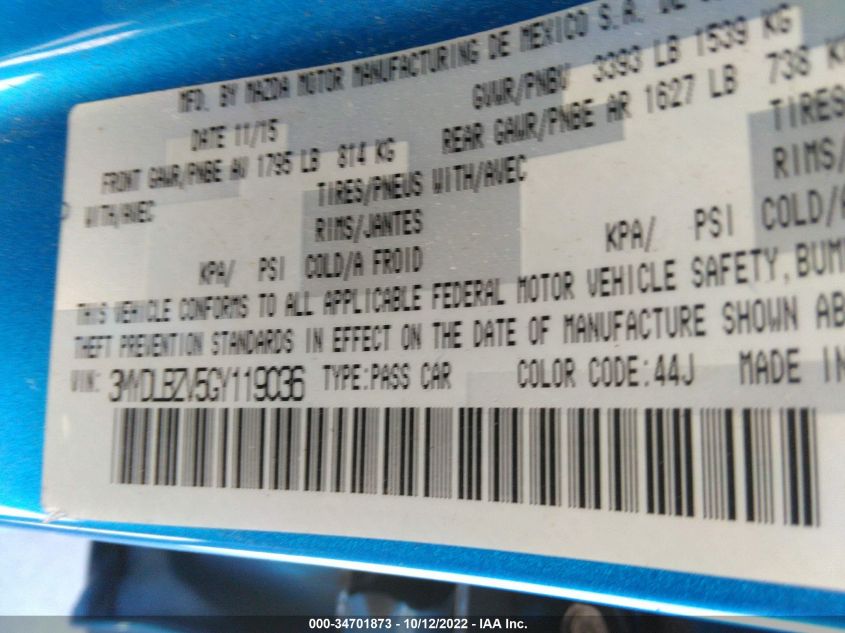 MFD. BY MAZDA MOTOR MANUFACTURING DE MEXICO S.A. DE
DATE 11/15 GVWR/PNBV 3393 LB 1539 KG
FRONT GAWR/PNBE AV 1795 LB 814 KG REAR GAWR/PNBE AR 1627 LB 738
WITH/AVEC TIRES/PNEUS WITH/AVEC TIRES
RIMS/JANTES RIMS/
KPA/ PSI COLD/A FROID KPA/ PSI COLD/
THIS VEHICLE CONFORMS TO ALL APPLICABLE FEDERAL MOTOR VEHICLE SAFETY, BUM
THEFT PREVENTION STANDARDS IN EFFECT ON THE DATE OF MANUFACTURE SHOWN AB
VIN: 3MYDLBZV5GY119036 TYPE:PASS CAR COLOR CODE:44J MADE IN
000-34701873 - 10/12/2022 - IAA Inc.